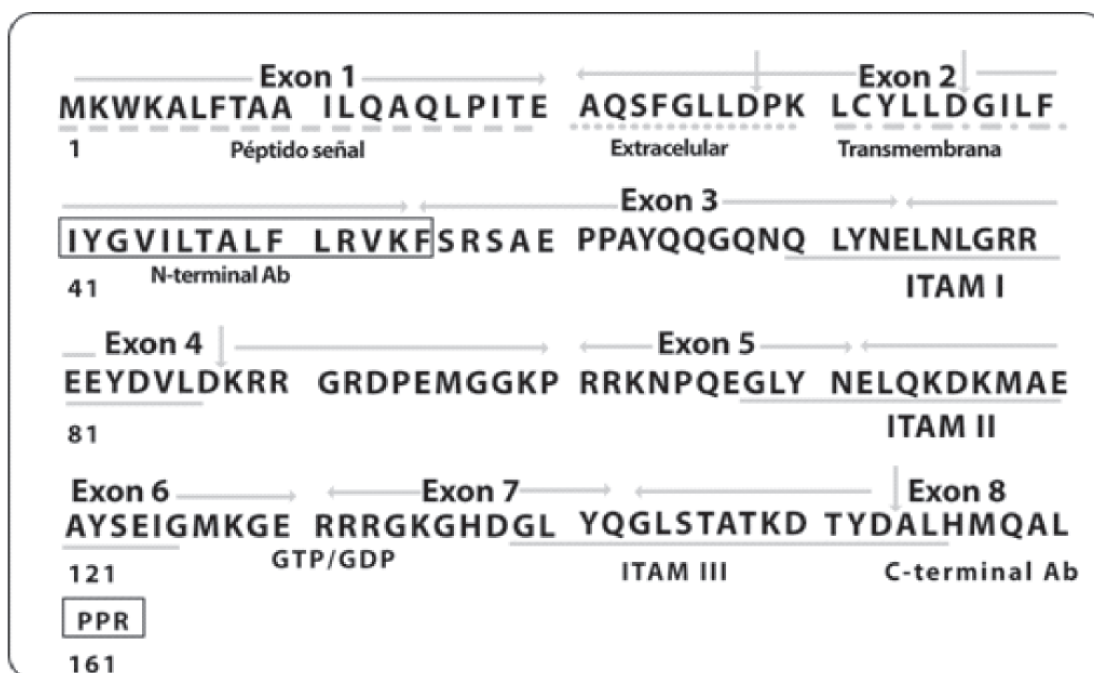 Exon 1 Exon 2
MKWKALFTAA ILQAQLPITE AQSFGLLDPK LCYLLDGILF
1 Péptido señal Extracelular Transmembrana
Exon 3
IYGVILTALF LRVKFSRSAE PPAYQQGQNQ LYNELNLGRR
N-terminal Ab
41 ITAM I
Exon 4 Exon 5
EEYDVLDKRR GRDPEMGGKP RRKNPQEGLY NELQKDKMAE
81 ITAM II
Exon 6 Exon 7 Exon 8
AYSEIGMKGE RRRGKGHDGL YQGLSTATKD TYDALHMQAL
121 GTP/GDP ITAM III C-terminal Ab
PPR
161